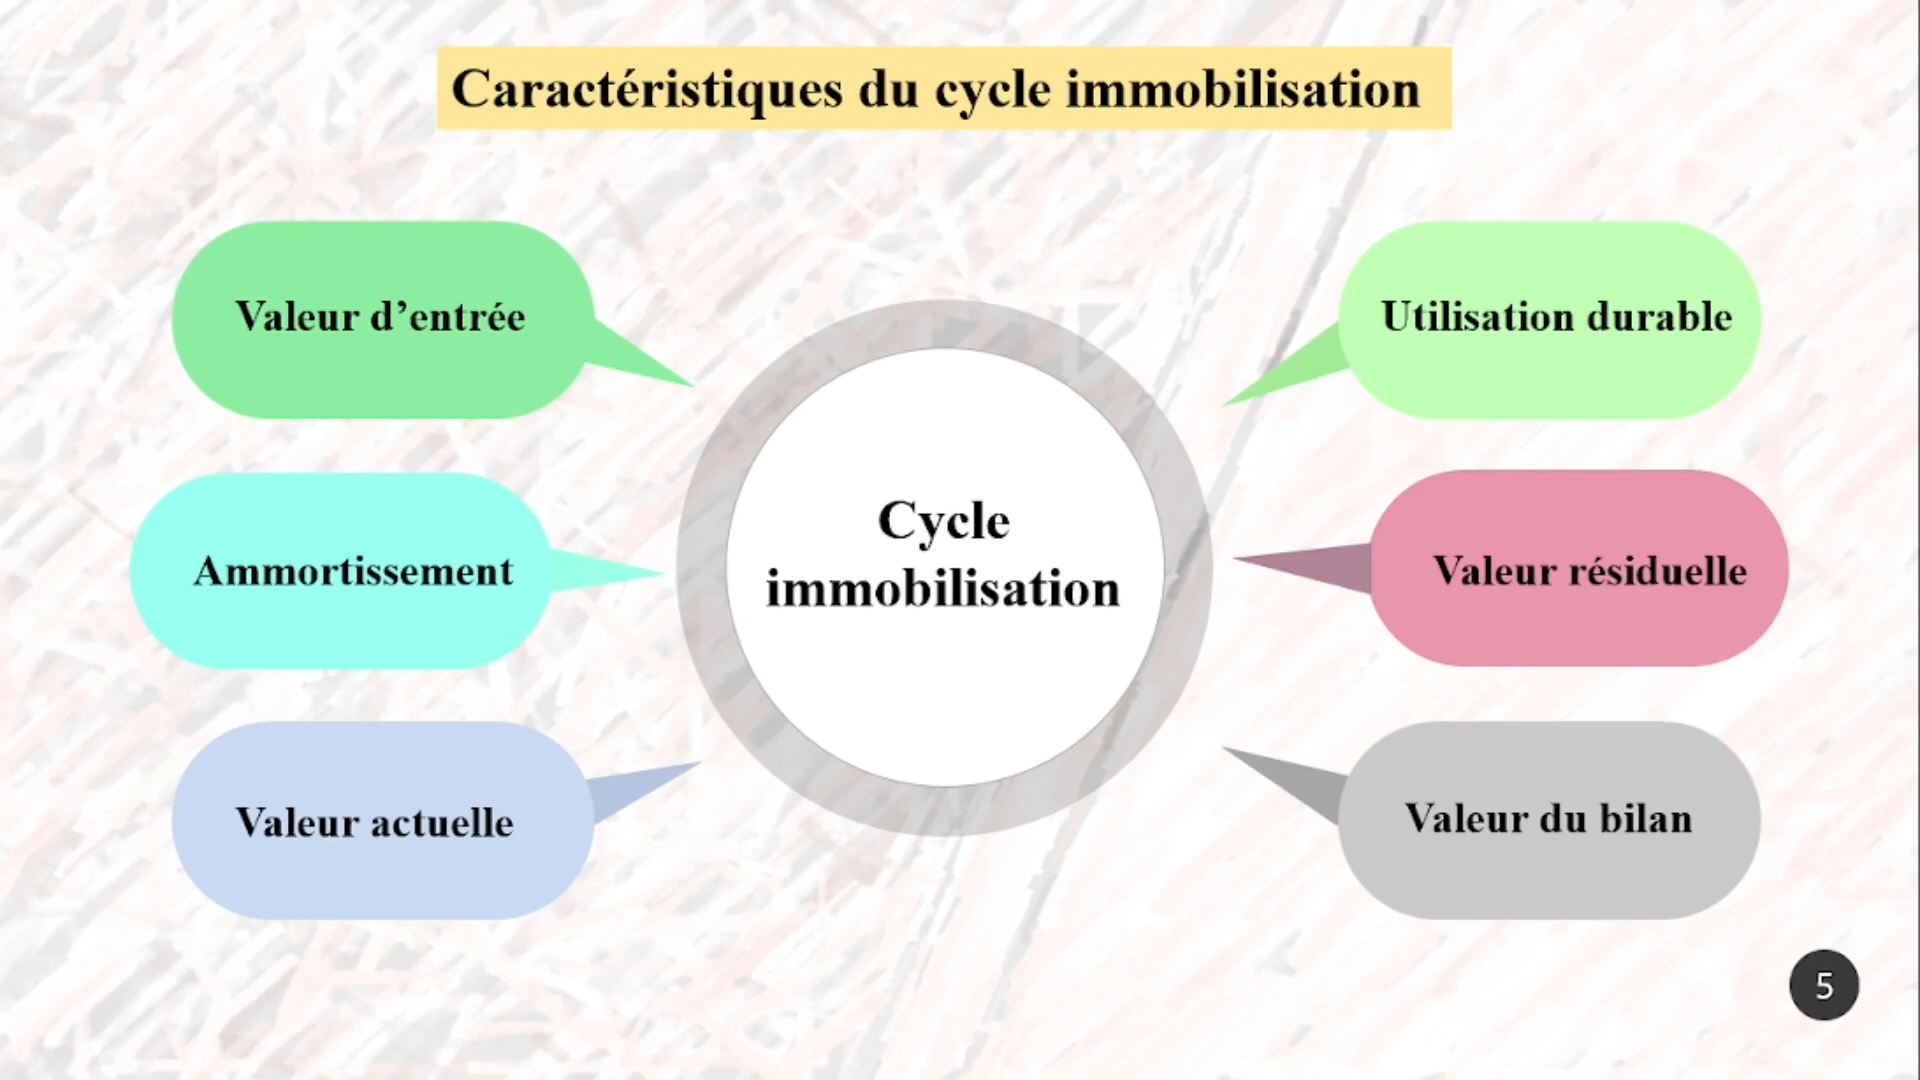 Caractéristiques du cycle immobilisation
Valeur d’entrée
Utilisation durable
Cycle
immobilisation
Ammortissement
Valeur résiduelle
Valeur actuelle
Valeur du bilan
5